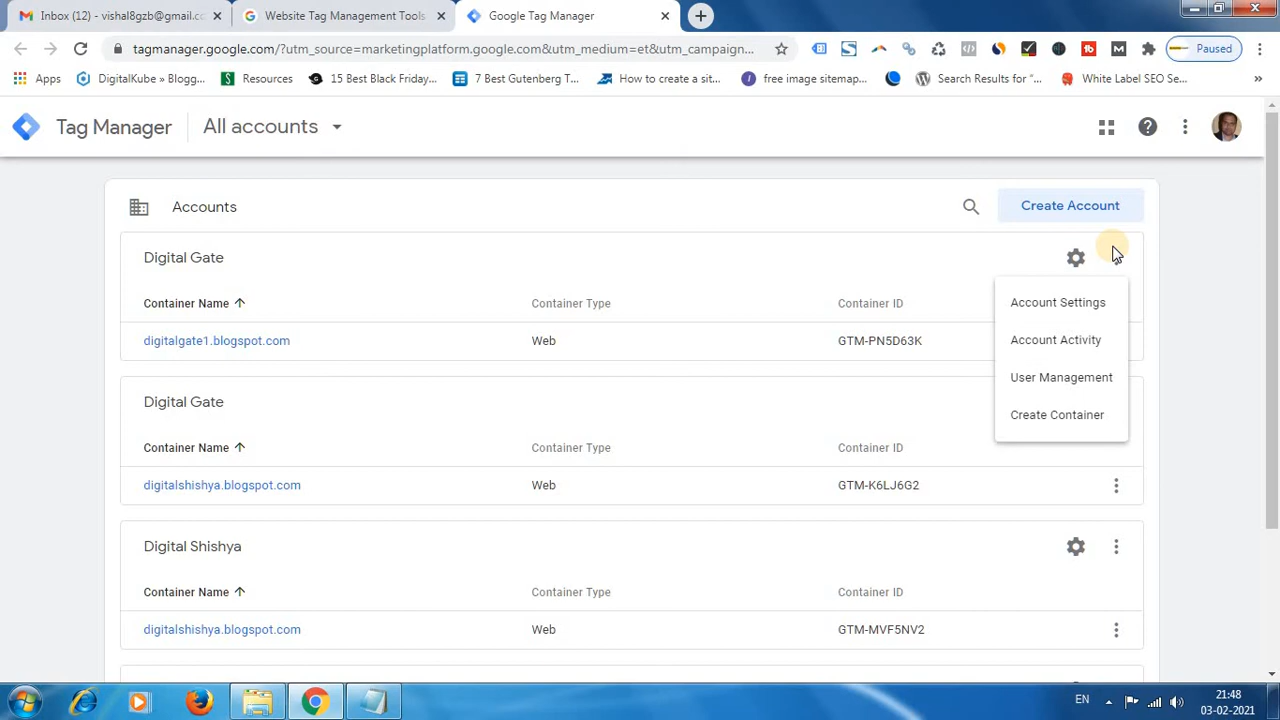 Inbox (12) - vishal8gzb@gmail.co
Website Tag Management Tools
Google Tag Manager
tagmanager.google.com/?utm_source=marketingplatform.google.com&utm_medium=et&utm_campaign...
Paused
Apps
DigitalKube » Blogg...
Resources
15 Best Black Friday...
7 Best Gutenberg T...
How to create a sit...
free image sitemap...
Search Results for "...
White Label SEO Se...
»
Tag Manager
All accounts
Accounts
Create Account
Digital Gate
Container Name
Container Type
Container ID
digitalgate1.blogspot.com
Web
GTM-PN5D63K
Account Settings
Account Activity
User Management
Create Container
Digital Gate
Container Name
Container Type
Container ID
digitalshishya.blogspot.com
Web
GTM-K6LJ6G2
Digital Shishya
Container Name
Container Type
Container ID
digitalshishya.blogspot.com
Web
GTM-MVF5NV2
EN
21:48
03-02-2021